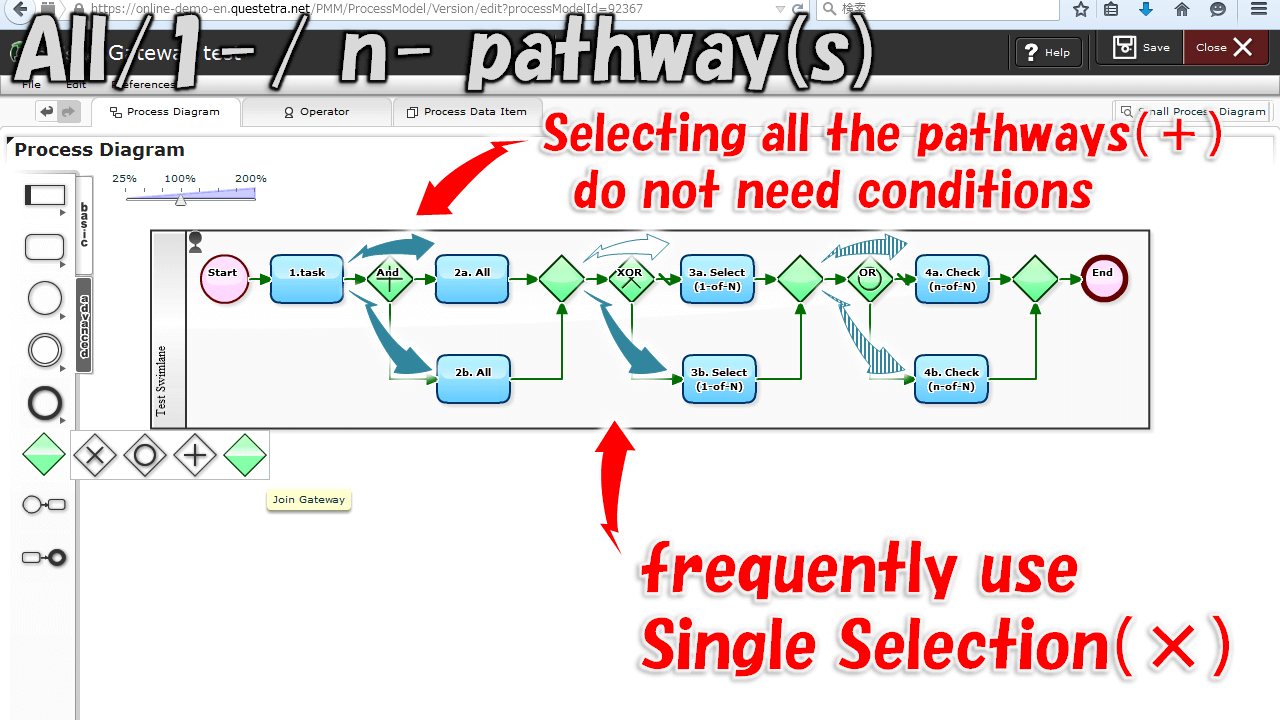 https://online-demo-en.questetra.net/PMM/ProcessModel/Version/edit?processModelId=92367
検索
All/1-/ n- pathway(s)
Gateway test
Help
Save
Close
File
Edit
Preferences
Process Diagram
Operator
Process Data Item
Small Process Diagram
Selecting all the pathways(+)
do not need conditions
Process Diagram
25%
100%
200%
basic
advanced
Test Swimlane
Start
1.task
And
2a. All
XOR
3a. Select
(1-of-N)
OR
4a. Check
(n-of-N)
End
2b. All
3b. Select
(1-of-N)
4b. Check
(n-of-N)
Join Gateway
frequently use
Single Selection(×)